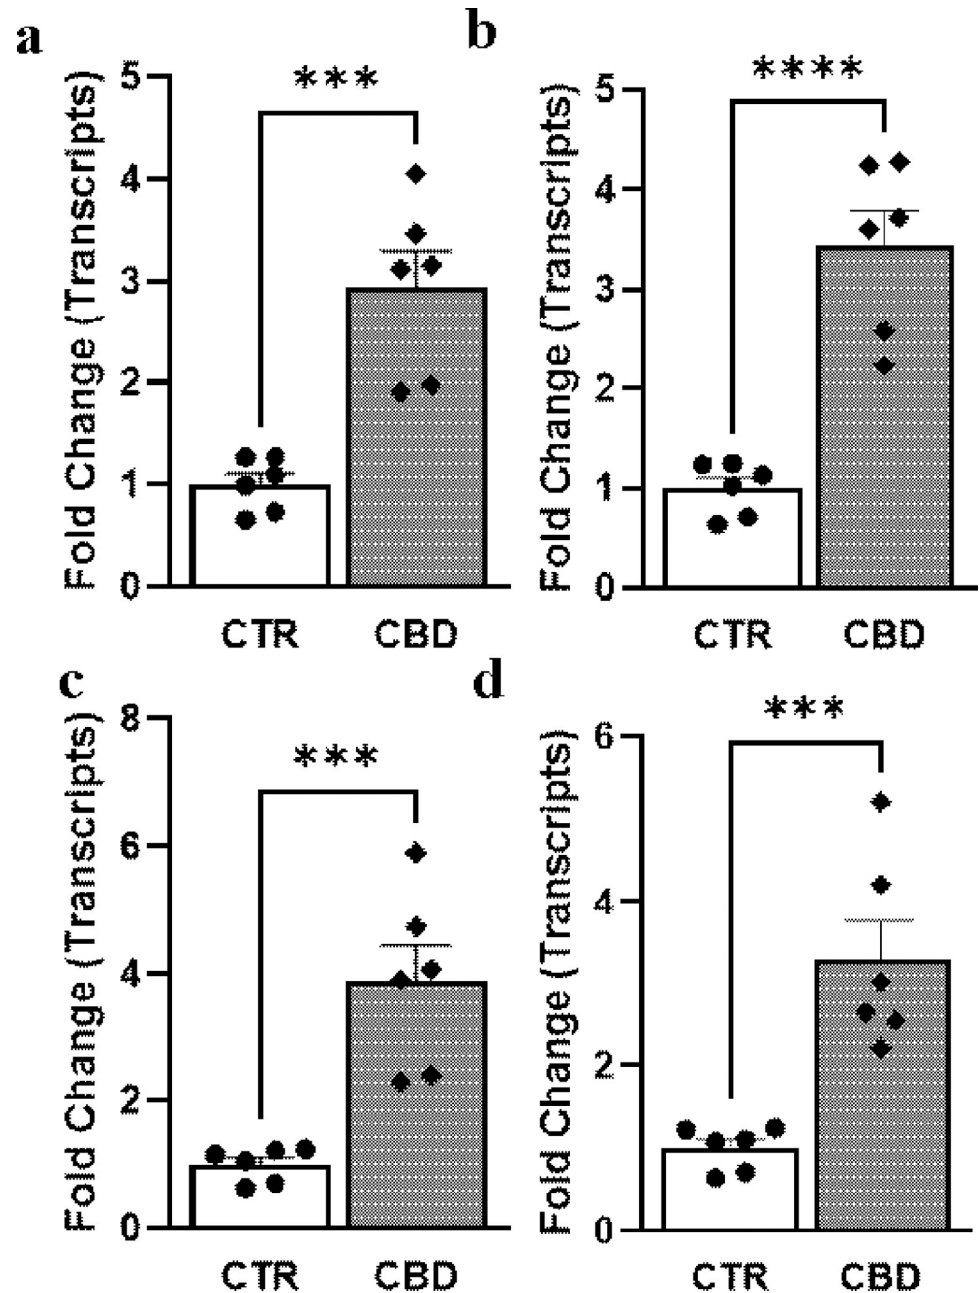 a
***
Fold Change (Transcripts)
5
4
3
2
1
0
CTR CBD
b
****
Fold Change (Transcripts)
5
4
3
2
1
0
CTR CBD
c
***
Fold Change (Transcripts)
8
6
4
2
0
CTR CBD
d
***
Fold Change (Transcripts)
6
4
2
0
CTR CBD